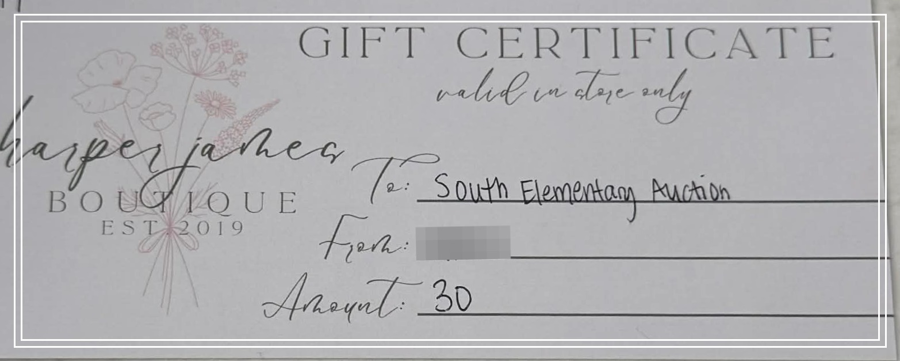 GIFT CERTIFICATE
valid in store only
harper james
BOUTIQUE
EST 2019
To: South Elementary Auction
From:
Amount: 30